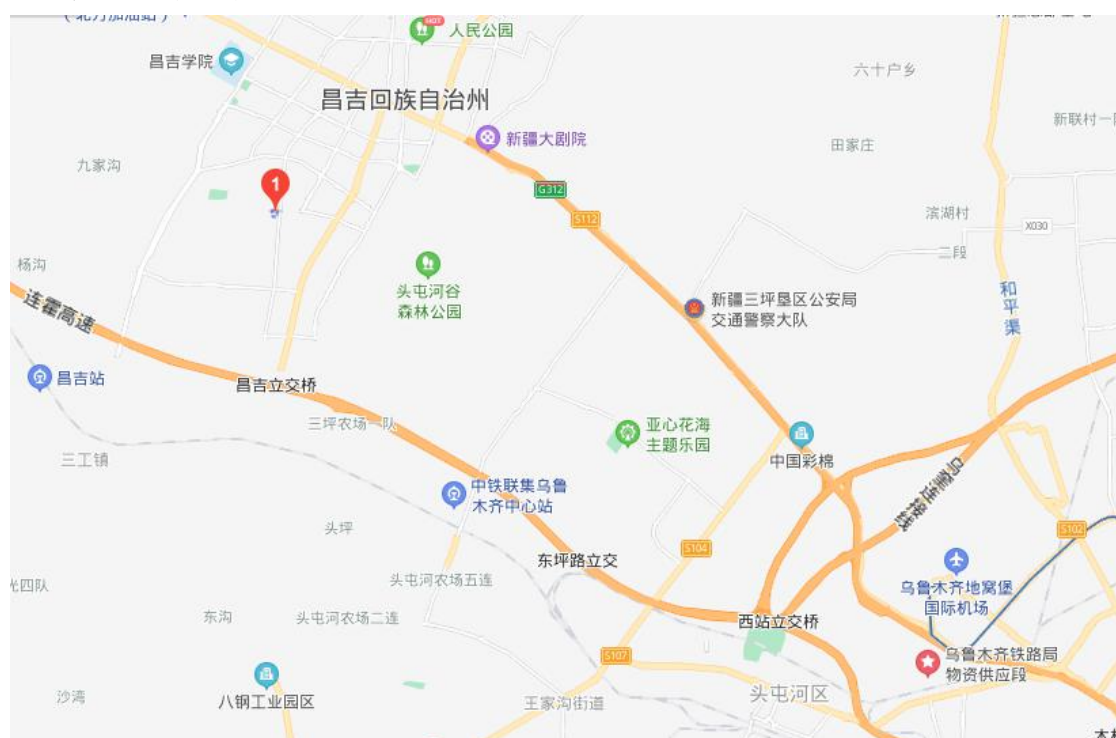 (北方加油站)
HOT
人民公园
昌吉学院
六十户乡
昌吉回族自治州
新联村一
新疆大剧院
田家庄
九家沟
1
G312
S112
滨湖村
X030
二段
杨沟
头屯河谷
森林公园
和平渠
连霍高速
新疆三坪垦区公安局
交通警察大队
昌吉站
昌吉立交桥
三坪农场一队
亚心花海
主题乐园
三工镇
中国彩棉
乌奎连接线
中铁联集乌鲁
木齐中心站
头坪
S102
S104
东坪路立交
乌鲁木齐地窝堡
国际机场
光四队
头屯河农场五连
东沟
头屯河农场二连
西站立交桥
S107
乌鲁木齐铁路局
物资供应段
沙湾
八钢工业园区
王家沟街道
头屯河区